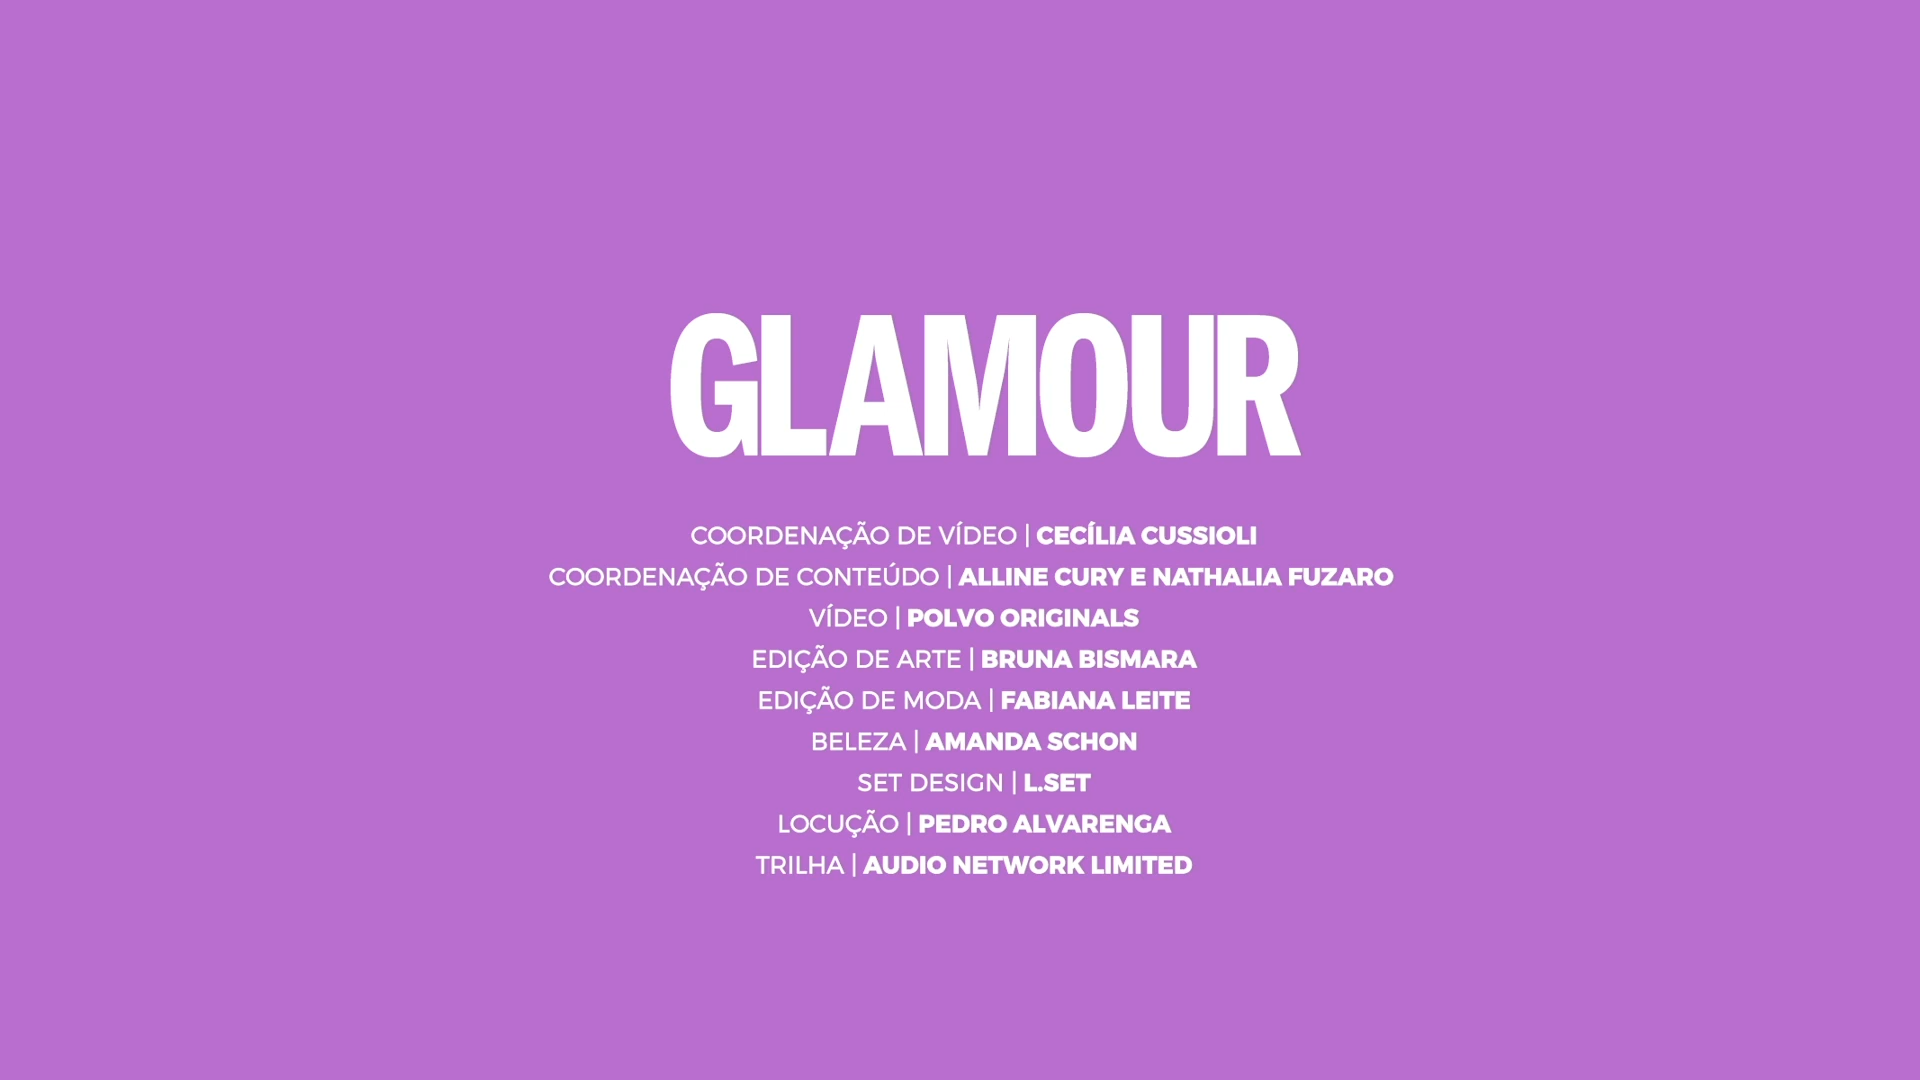 GLAMOUR
COORDENAÇÃO DE VÍDEO | CECÍLIA CUSSIOLI
COORDENAÇÃO DE CONTEÚDO | ALLINE CURY E NATHALIA FUZARO
VÍDEO | POLVO ORIGINALS
EDIÇÃO DE ARTE | BRUNA BISMARA
EDIÇÃO DE MODA | FABIANA LEITE
BELEZA | AMANDA SCHON
SET DESIGN | L.SET
LOCUÇÃO | PEDRO ALVARENGA
TRILHA | AUDIO NETWORK LIMITED